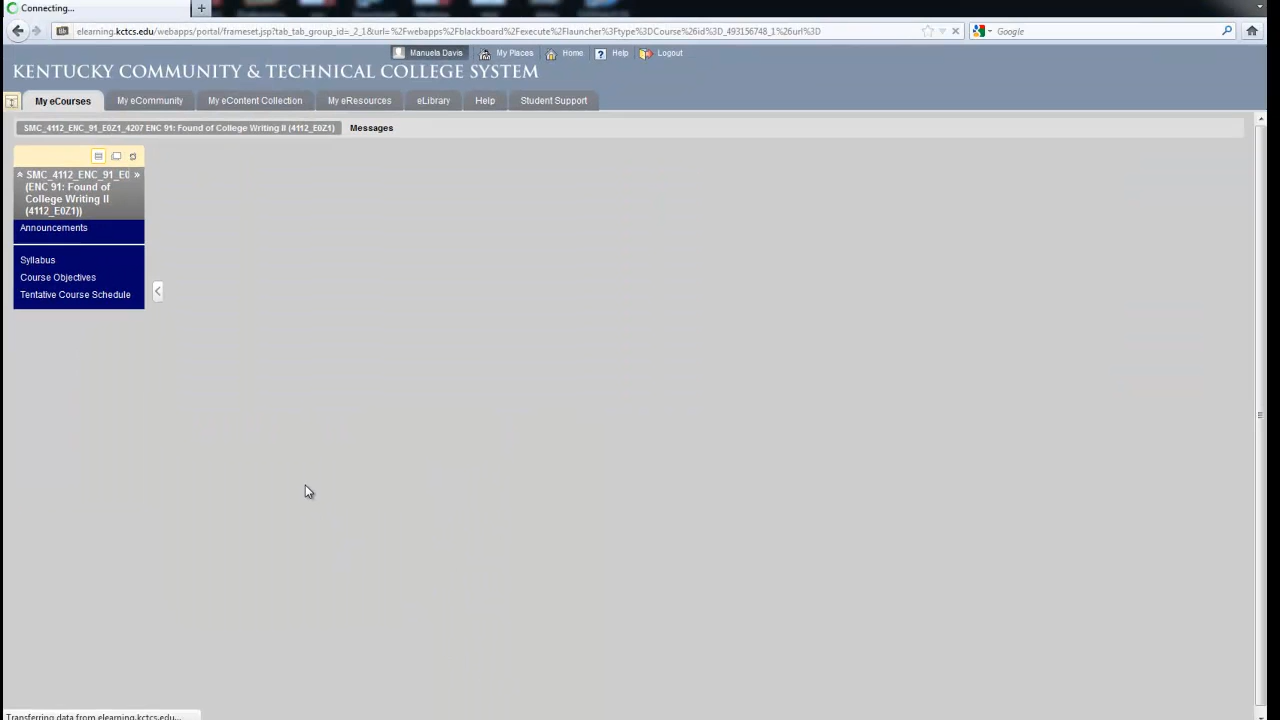 Connecting...
elearning.kctcs.edu/webapps/portal/frameset.jsp?tab_tab_group_id=_2_1&url=%2Fwebapps%2Fblackboard%2Fexecute%2Flauncher%3Ftype%3DCourse%26id%3D_493156748_1%26url%3D
Google
Manuela Davis
My Places
Home
Help
Logout
KENTUCKY COMMUNITY & TECHNICAL COLLEGE SYSTEM
My eCourses
My eCommunity
My eContent Collection
My eResources
eLibrary
Help
Student Support
SMC_4112_ENC_91_E0Z1_4207 ENC 91: Found of College Writing II (4112_E0Z1)
Messages
SMC_4112_ENC_91_E0
(ENC 91: Found of
College Writing II
(4112_E0Z1))
Announcements
Syllabus
Course Objectives
Tentative Course Schedule
Transferring data from elearning.kctcs.edu...